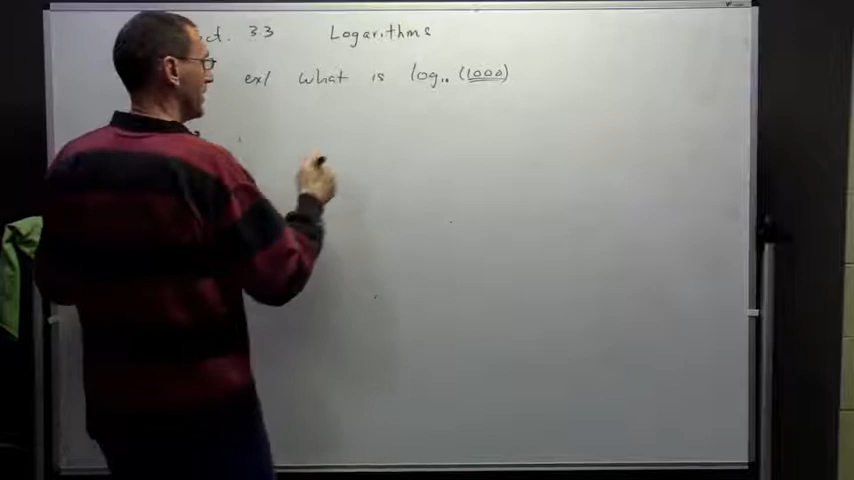 ct. 3.3 Logarithms
ex/ What is log₁₀ (1000)